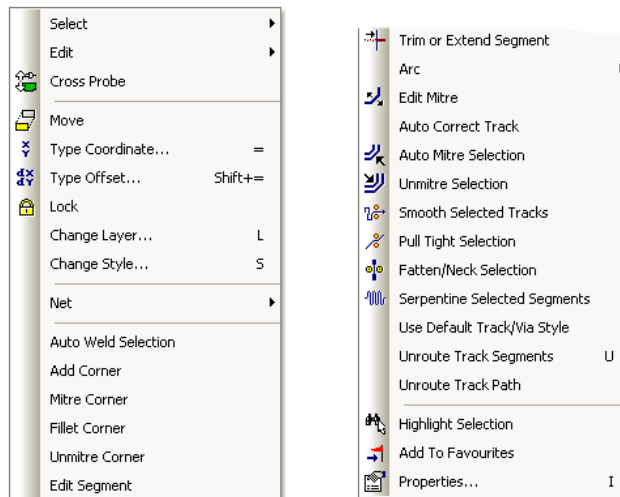 Select
Edit
Cross Probe
Move
Type Coordinate... =
Type Offset... Shift+=
Lock
Change Layer... L
Change Style... S
Net
Auto Weld Selection
Add Corner
Mitre Corner
Fillet Corner
Unmitre Corner
Edit Segment
Trim or Extend Segment
Arc
Edit Mitre
Auto Correct Track
Auto Mitre Selection
Unmitre Selection
Smooth Selected Tracks
Pull Tight Selection
Fatten/Neck Selection
Serpentine Selected Segments
Use Default Track/Via Style
Unroute Track Segments U
Unroute Track Path
Highlight Selection
Add To Favourites
Properties... I